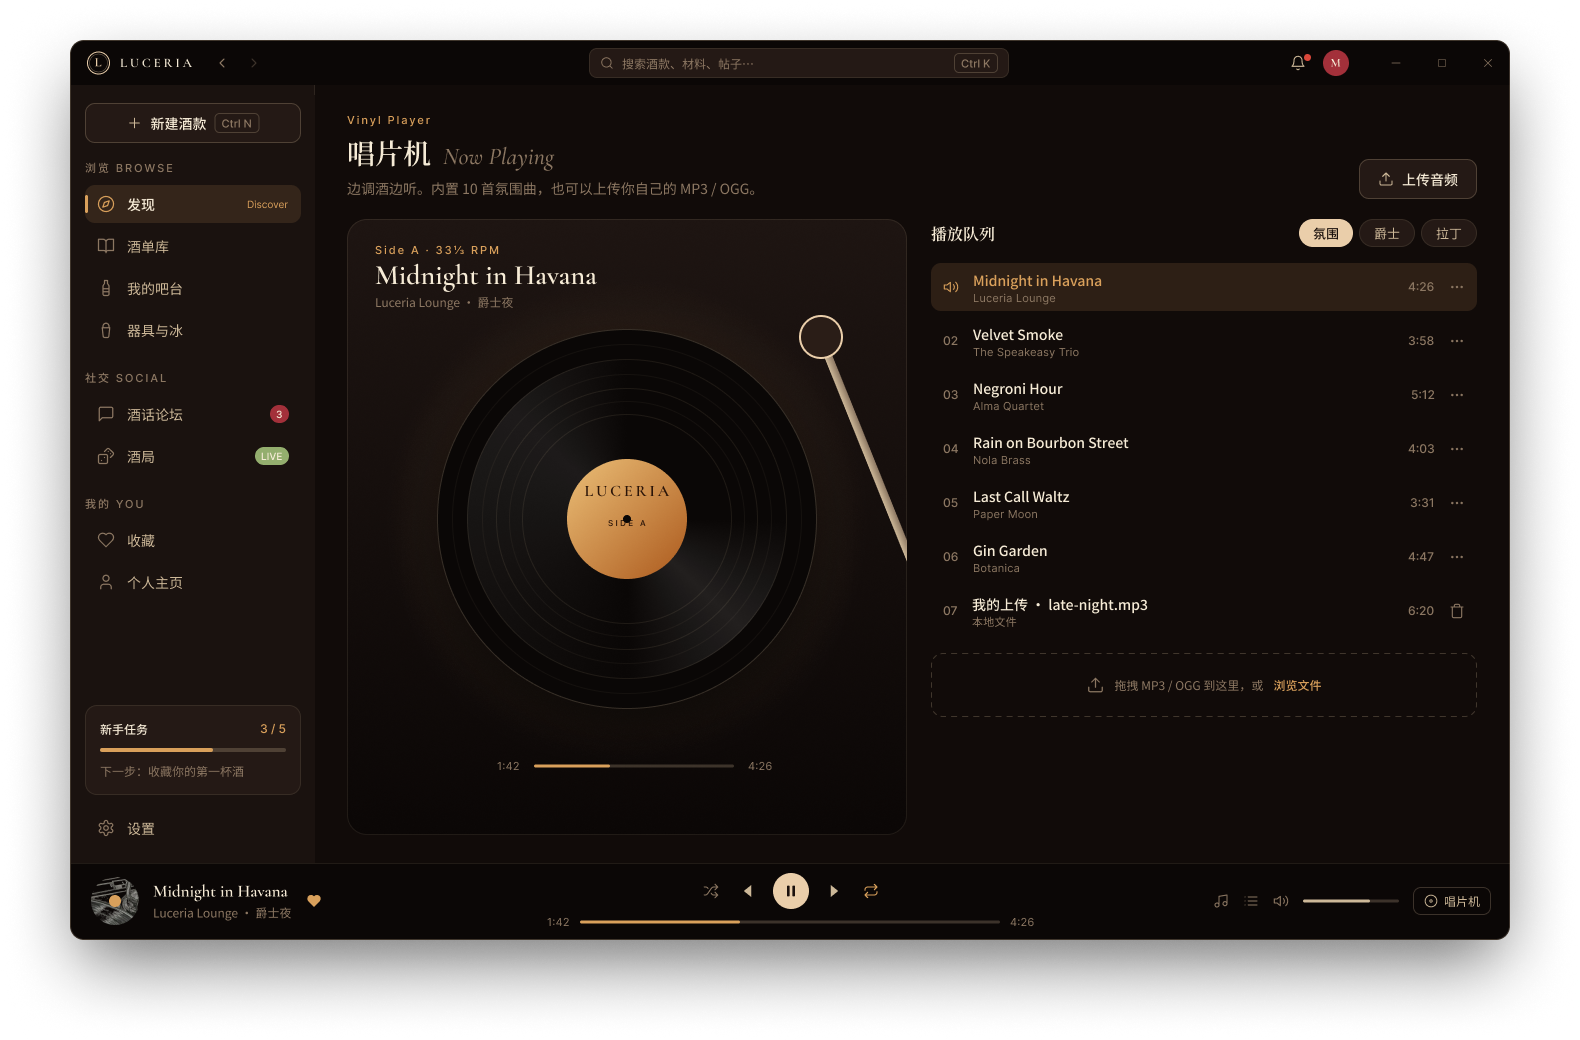 L LUCERIA
搜索酒款、材料、帖子… Ctrl K
M
新建酒款 Ctrl N
浏览 BROWSE
发现 Discover
酒单库
我的吧台
器具与冰
社交 SOCIAL
酒话论坛 3
酒局 LIVE
我的 YOU
收藏
个人主页
新手任务 3 / 5
下一步：收藏你的第一杯酒
设置
Vinyl Player
唱片机 Now Playing
边调酒边听。内置 10 首氛围曲，也可以上传你自己的 MP3 / OGG。
上传音频
Side A · 33⅓ RPM
Midnight in Havana
Luceria Lounge · 爵士夜
LUCERIA
SIDE A
1:42 4:26
播放队列 氛围 爵士 拉丁
Midnight in Havana 4:26
Luceria Lounge
02 Velvet Smoke 3:58
The Speakeasy Trio
03 Negroni Hour 5:12
Alma Quartet
04 Rain on Bourbon Street 4:03
Nola Brass
05 Last Call Waltz 3:31
Paper Moon
06 Gin Garden 4:47
Botanica
07 我的上传 · late-night.mp3 6:20
本地文件
拖拽 MP3 / OGG 到这里，或 浏览文件
Midnight in Havana
Luceria Lounge · 爵士夜
1:42 4:26
唱片机